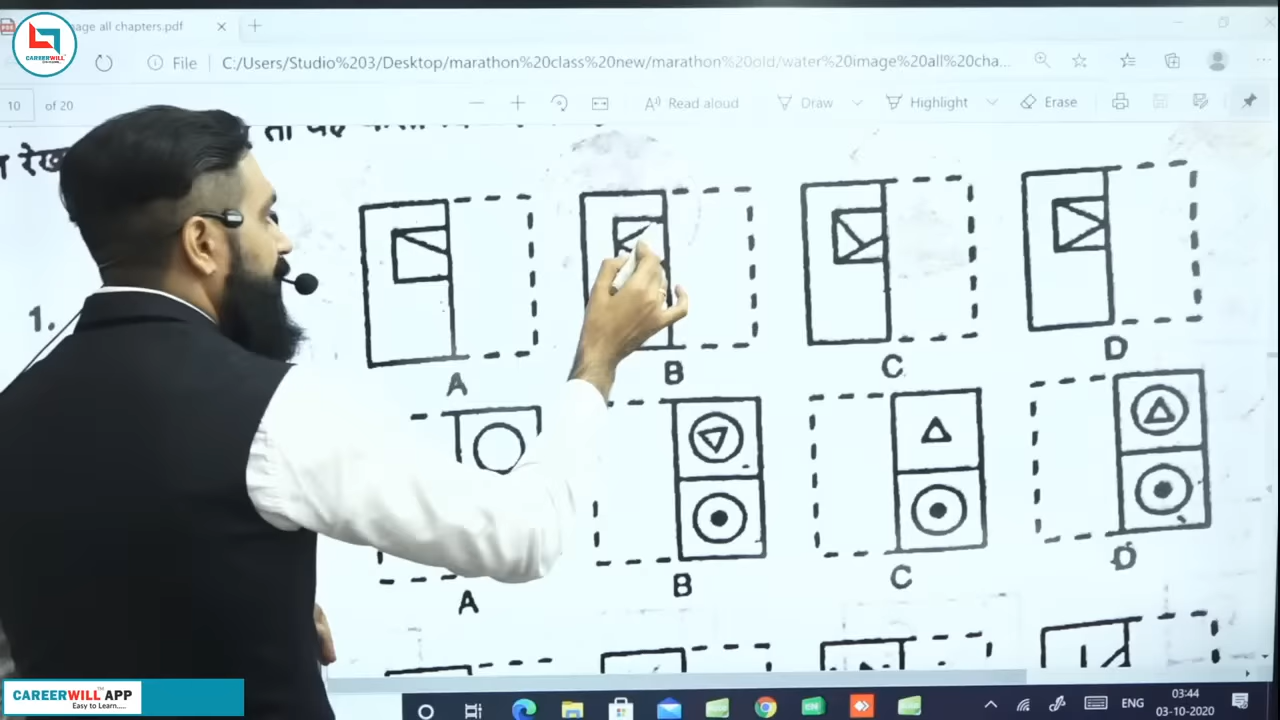 CAREERWILL
nage all chapters.pdf
File
C:/Users/Studio%203/Desktop/marathon%20class%20new/marathon%20old/water%20image%20all%20cha...
10 of 20
Read aloud
Draw
Highlight
Erase
1.
A
B
C
D
A
B
C
D
CAREERWILL APP
Easy to Learn.....
ENG
03:44
03-10-2020